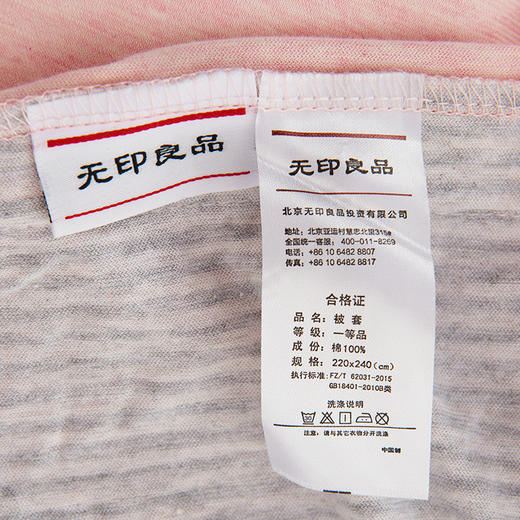 无印良品
无印良品
北京无印良品投资有限公司
地址：北京亚运村慧忠北里315#
全国统一客服：400-011-8269
电话：+86 10 6482 8807
传真：+86 10 6482 8817
合格证
品名：被套
等级：一等品
成份：棉100%
规格：220x240(cm)
执行标准：FZ/T 62031-2015
GB18401-2010B类
洗涤说明
30
注意：请与其它衣物分开洗涤
中国制